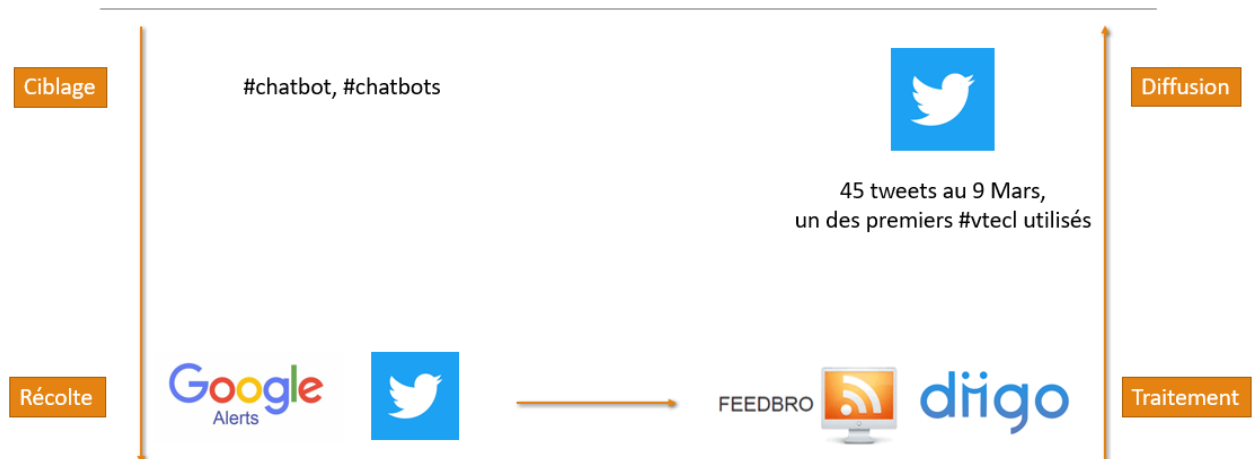 Ciblage
#chatbot, #chatbots
Diffusion
45 tweets au 9 Mars,
un des premiers #vtecl utilisés
Récolte
Google
Alerts
FEEDBRO
diigo
Traitement